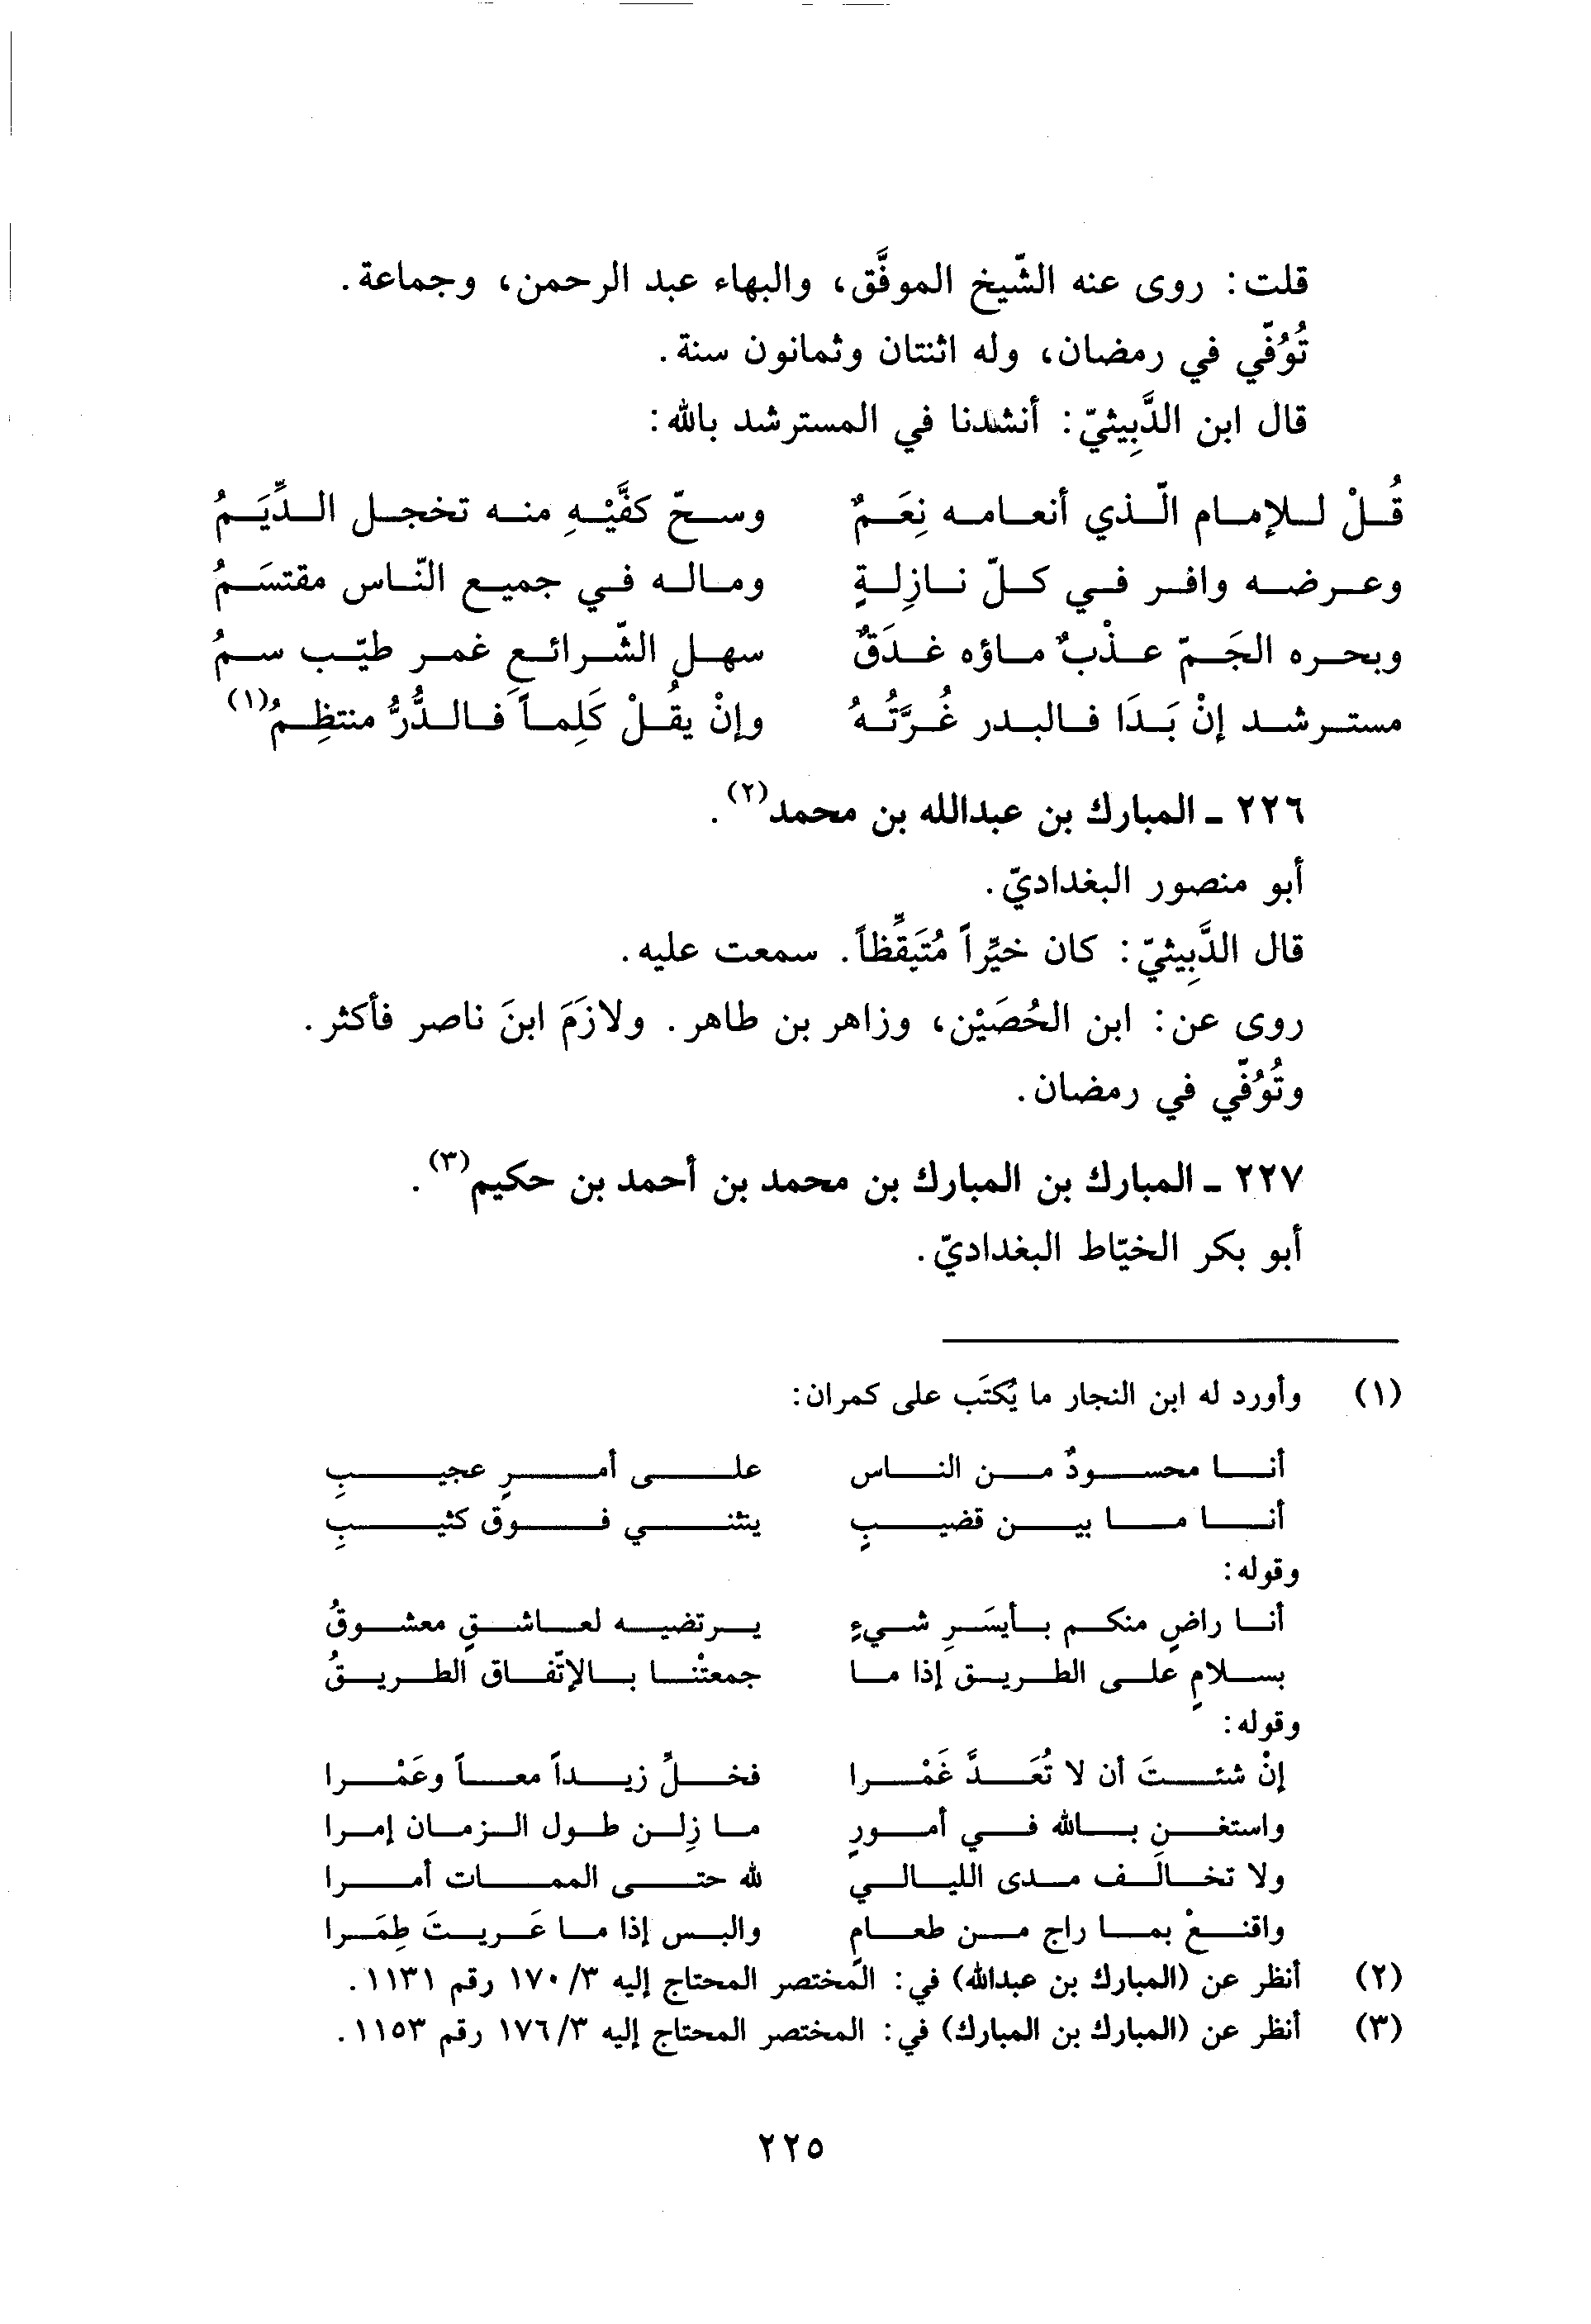 قلت: روى عنه الشّيخ الموفَّق، والبهاء عبد الرحمن، وجماعة.
تُوُفّي في رمضان، وله اثنتان وثمانون سنة.
قال ابن الدَّبِيثيّ: أنشدنا في المسترشد بالله:
قُلْ للإمام الّذي أنعامه نِعَمٌ وسحّ كفَّيْهِ منه تخجل الدِّيَمُ
وعرضه وافر في كلّ نازِلةٍ وماله في جميع النّاس مقتسَمُ
وبحره الجَمّ عذْبٌ ماؤه غدَقٌ سهل الشّرائع غمر طيّب سمُ
مسترشد إنْ بَدَا فالبدر غُرَّتُهُ وإنْ يقُلْ كَلِماً فَالدُّرُّ منتظِمُ(١)
٢٢٦ ـ المبارك بن عبدالله بن محمد(٢).
أبو منصور البغداديّ.
قال الدَّبِيثيّ: كان خيِّراً مُتَيقِّظاً. سمعت عليه.
روى عن: ابن الحُصَيْن، وزاهر بن طاهر. ولازَمَ ابنَ ناصر فأكثر.
وتُوُفّي في رمضان.
٢٢٧ ـ المبارك بن المبارك بن محمد بن أحمد بن حكيم(٣).
أبو بكر الخيّاط البغداديّ.
(١) وأورد له ابن النجار ما يُكتَب على كمران:
أنا محسودٌ من الناس على أمرٍ عجيبِ
أنا ما بين قضيبٍ ينثني فوق كثيبِ
وقوله:
أنا راضٍ منكم بأيسَرِ شيءٍ يرتضيه لعاشقٍ معشوقُ
بسلامٍ على الطريق إذا ما جمعتْنا بالإتّفاق الطريقُ
وقوله:
إنْ شئتَ أن لا تُعَدَّ غَمْرا فخلِّ زيداً معاً وعَمْرا
واستغنِ بالله في أمورٍ ما زِلن طول الزمان إمرا
ولا تخالف مدى الليالي لله حتى الممات أمرا
واقنعْ بما راج من طعامٍ والبس إذا ما عَريتَ طِمَرا
(٢) أنظر عن (المبارك بن عبدالله) في: المختصر المحتاج إليه ١٧٠/٣ رقم ١١٣١.
(٣) أنظر عن (المبارك بن المبارك) في: المختصر المحتاج إليه ١٧٦/٣ رقم ١١٥٣.
٢٢٥